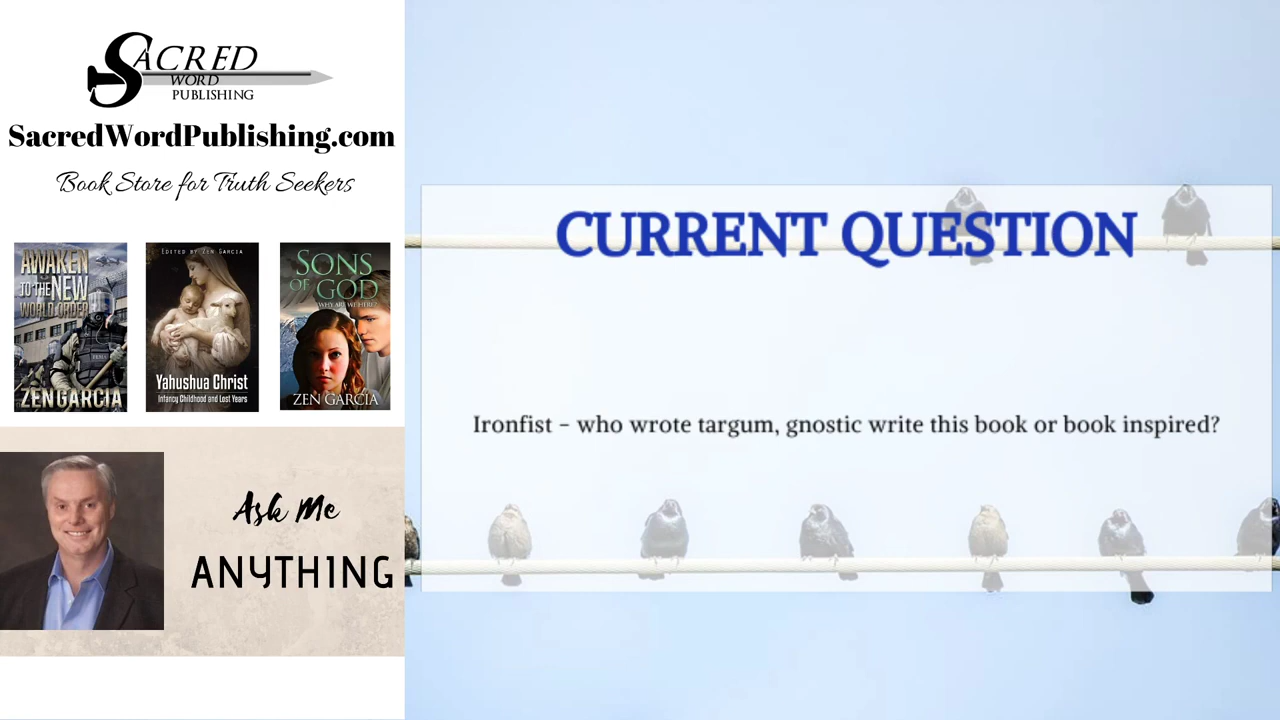 SACRED
WORD
PUBLISHING
SacredWordPublishing.com
Book Store for Truth Seekers
AWAKEN
TO THE NEW
WORLD ORDER
ZEN GARCIA
EDITED BY ZEN GARCIA
Yahushua Christ
Infancy Childhood and Lost Years
SONS
OF GOD
WHY ARE WE HERE?
ZEN GARCIA
Ask Me
ANYTHING
CURRENT QUESTION
Ironfist - who wrote targum, gnostic write this book or book inspired?